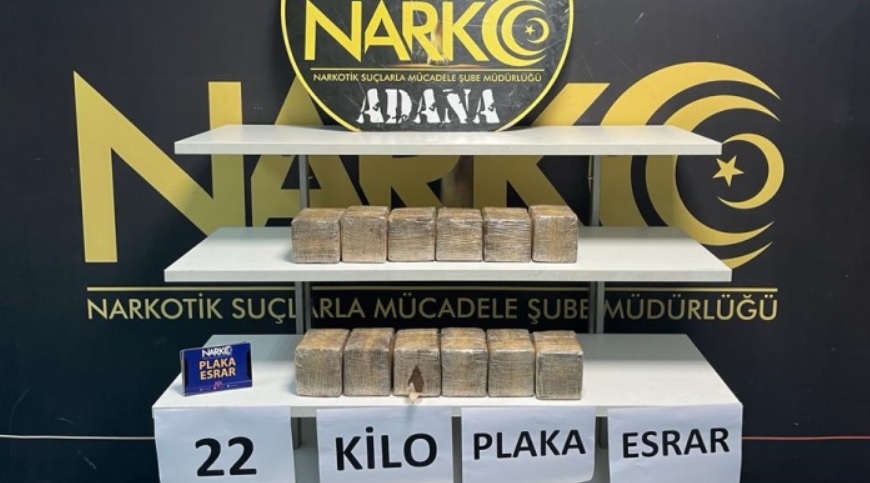 NARKO
NARKOTİK SUÇLARLA MÜCADELE ŞUBE MÜDÜRLÜĞÜ
ADANA
NARKO
NARKOTİK SUÇLARLA MÜCADELE ŞUBE MÜDÜRLÜĞÜ
NARKO
PLAKA
ESRAR
22 KİLO PLAKA ESRAR